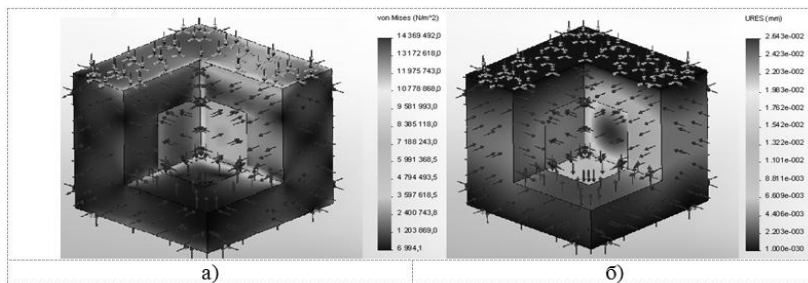 von Mises (N/m^2)
14 369 492,0
13 172 618,0
11 975 743,0
10 778 868,0
9 581 993,0
8 385 118,0
7 188 243,0
5 991 368,5
4 794 493,5
3 597 618,5
2 400 743,8
1 203 869,0
6 994,1
URES (mm)
2.643e-002
2.423e-002
2.203e-002
1.983e-002
1.762e-002
1.542e-002
1.322e-002
1.101e-002
8.811e-003
6.609e-003
4.406e-003
2.203e-003
1.000e-030
а)
б)